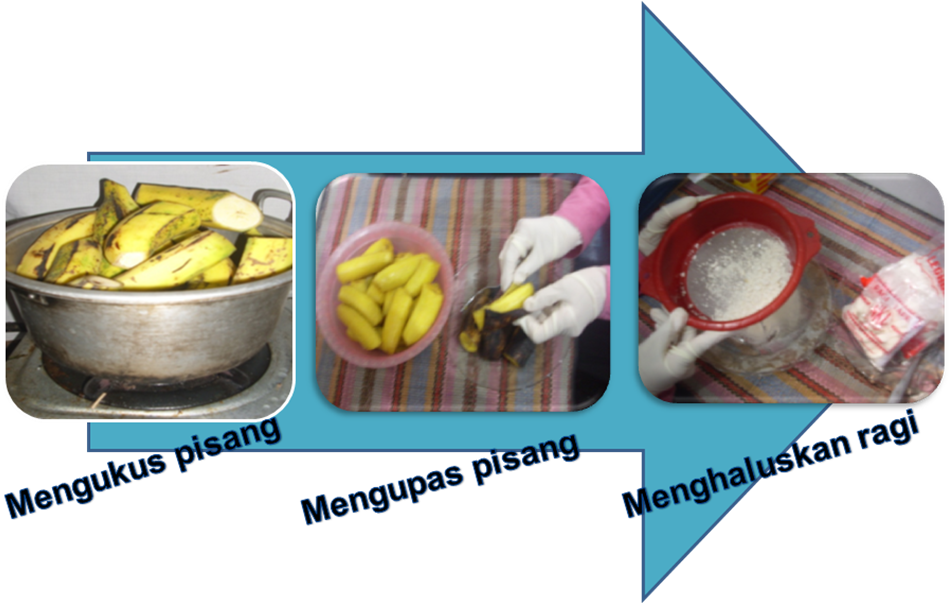 Mengukus pisang
Mengupas pisang
Menghaluskan ragi